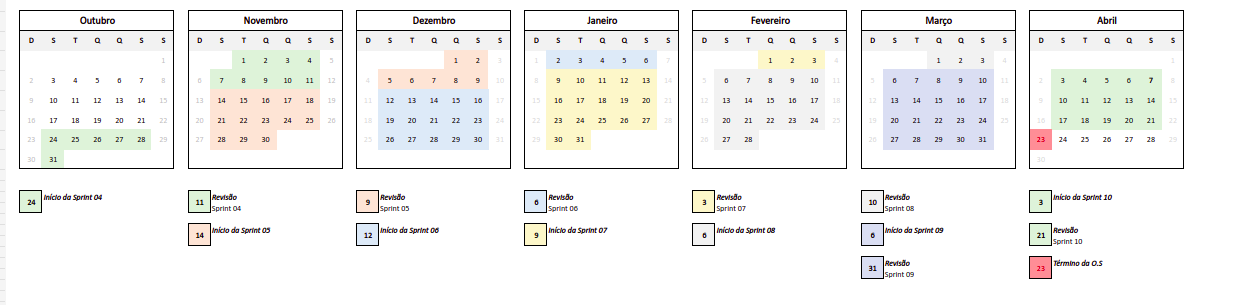 Outubro
D S T Q Q S S
1
2 3 4 5 6 7 8
9 10 11 12 13 14 15
16 17 18 19 20 21 22
23 24 25 26 27 28 29
30 31
24 Início da Sprint 04
Novembro
D S T Q Q S S
1 2 3 4 5
6 7 8 9 10 11 12
13 14 15 16 17 18 19
20 21 22 23 24 25 26
27 28 29 30
11 Revisão
Sprint 04
14 Início da Sprint 05
Dezembro
D S T Q Q S S
1 2 3
4 5 6 7 8 9 10
11 12 13 14 15 16 17
18 19 20 21 22 23 24
25 26 27 28 29 30 31
9 Revisão
Sprint 05
12 Início da Sprint 06
Janeiro
D S T Q Q S S
1 2 3 4 5 6 7
8 9 10 11 12 13 14
15 16 17 18 19 20 21
22 23 24 25 26 27 28
29 30 31
6 Revisão
Sprint 06
9 Início da Sprint 07
Fevereiro
D S T Q Q S S
1 2 3 4
5 6 7 8 9 10 11
12 13 14 15 16 17 18
19 20 21 22 23 24 25
26 27 28
3 Revisão
Sprint 07
6 Início da Sprint 08
Março
D S T Q Q S S
1 2 3 4
5 6 7 8 9 10 11
12 13 14 15 16 17 18
19 20 21 22 23 24 25
26 27 28 29 30 31
10 Revisão
Sprint 08
6 Início da Sprint 09
31 Revisão
Sprint 09
Abril
D S T Q Q S S
1
2 3 4 5 6 7 8
9 10 11 12 13 14 15
16 17 18 19 20 21 22
23 24 25 26 27 28 29
30
3 Início da Sprint 10
21 Revisão
Sprint 10
23 Término da O.S